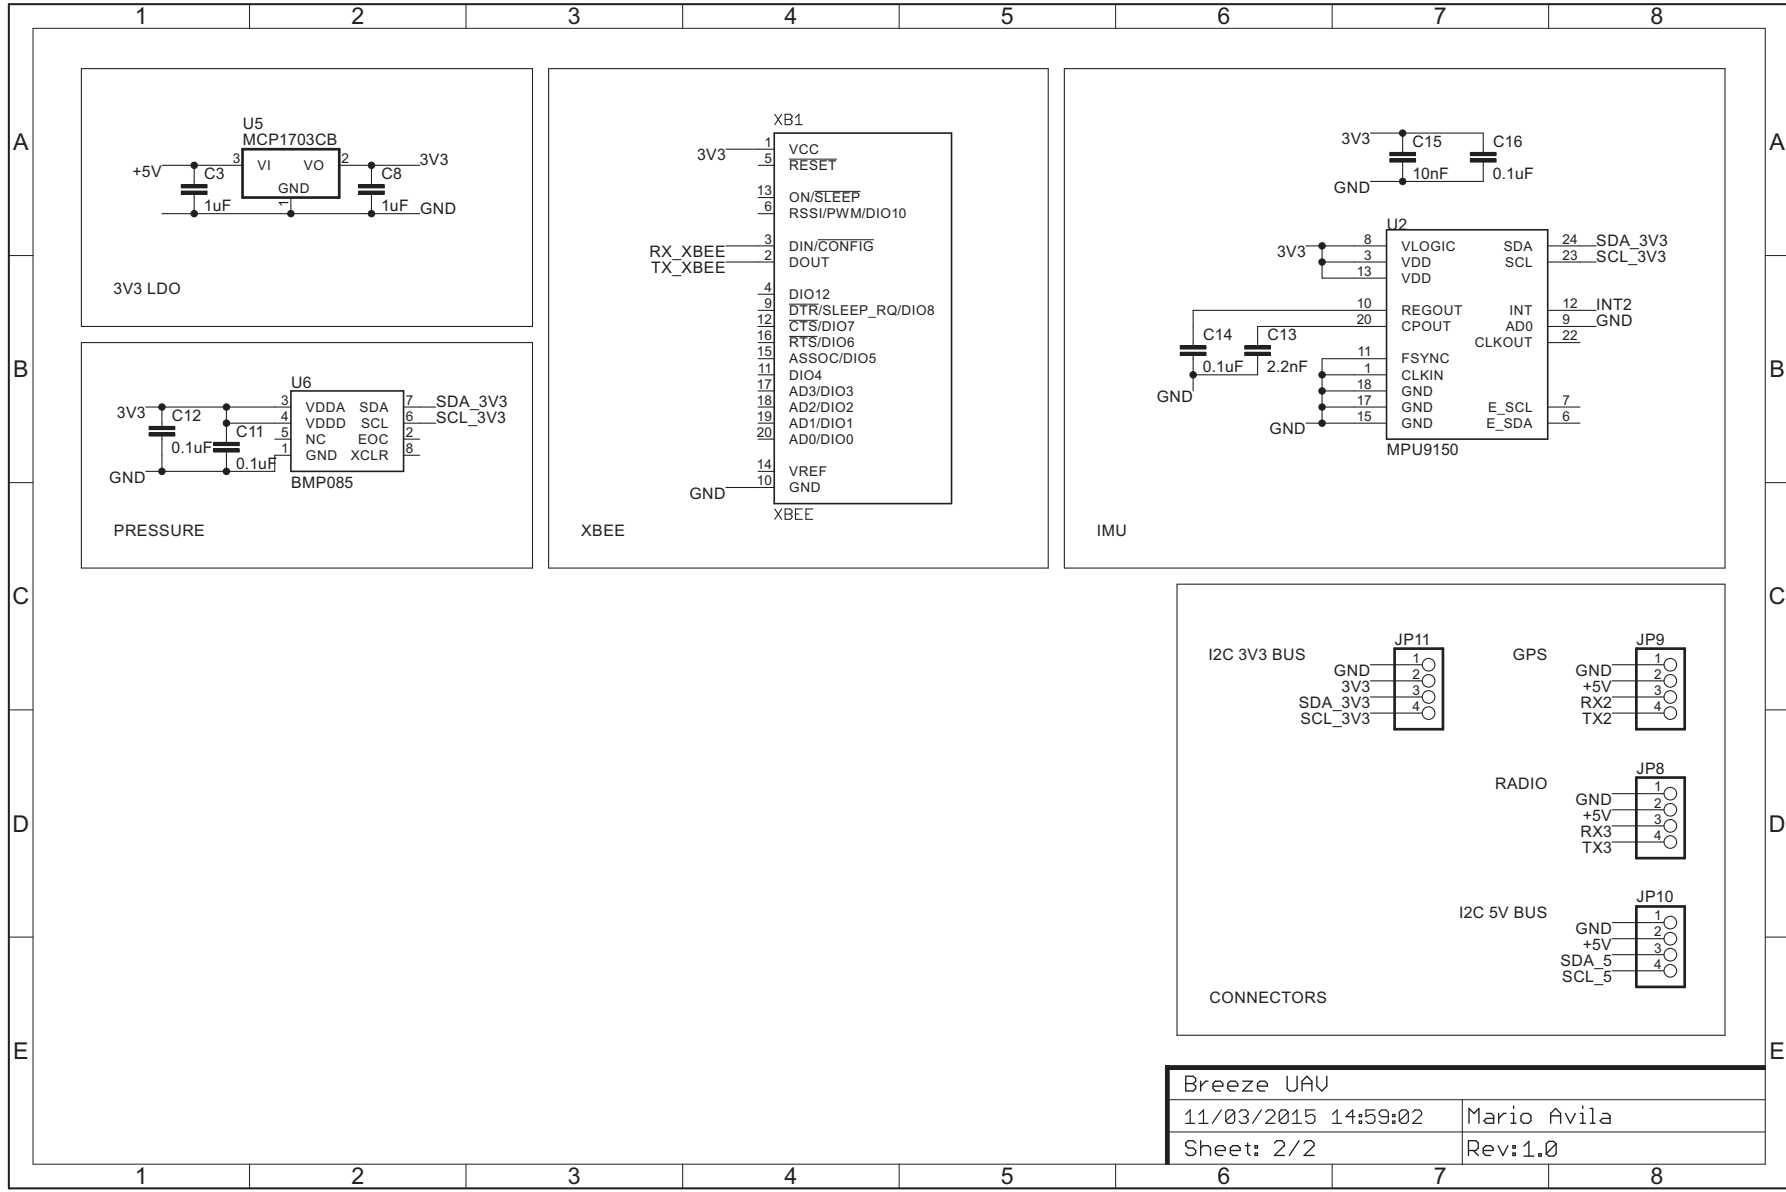 1 2 3 4 5 6 7 8
A A
B B
C C
D D
E E
U5
MCP1703CB
+5V
3 VI VO 2
3V3
GND
1
C3
1uF
C8
1uF
GND
3V3 LDO
U6
3V3
C12
0.1uF
C11
0.1uF
GND
3 VDDA SDA 7 SDA_3V3
4 VDDD SCL 6 SCL_3V3
5 NC EOC 2
1 GND XCLR 8
BMP085
PRESSURE
XB1
3V3 1 VCC
5 RESET
13 ON/SLEEP
6 RSSI/PWM/DIO10
RX_XBEE 3 DIN/CONFIG
TX_XBEE 2 DOUT
4 DIO12
9 DTR/SLEEP_RQ/DIO8
12 CTS/DIO7
16 RTS/DIO6
15 ASSOC/DIO5
11 DIO4
17 AD3/DIO3
18 AD2/DIO2
19 AD1/DIO1
20 AD0/DIO0
14 VREF
GND 10 GND
XBEE
XBEE
3V3
C15
10nF
C16
0.1uF
GND
U2
3V3
8 VLOGIC SDA 24 SDA_3V3
3 VDD SCL 23 SCL_3V3
13 VDD
10 REGOUT INT 12 INT2
20 CPOUT AD0 9 GND
CLKOUT 22
C14
0.1uF
C13
2.2nF
GND
11 FSYNC
1 CLKIN
18 GND
17 GND E_SCL 7
GND 15 GND E_SDA 6
MPU9150
IMU
I2C 3V3 BUS
JP11
GND 1
3V3 2
SDA_3V3 3
SCL_3V3 4
GPS
JP9
GND 1
+5V 2
RX2 3
TX2 4
RADIO
JP8
GND 1
+5V 2
RX3 3
TX3 4
I2C 5V BUS
JP10
GND 1
+5V 2
SDA_5 3
SCL_5 4
CONNECTORS
Breeze UAV
11/03/2015 14:59:02 Mario Avila
Sheet: 2/2 Rev:1.0
1 2 3 4 5 6 7 8